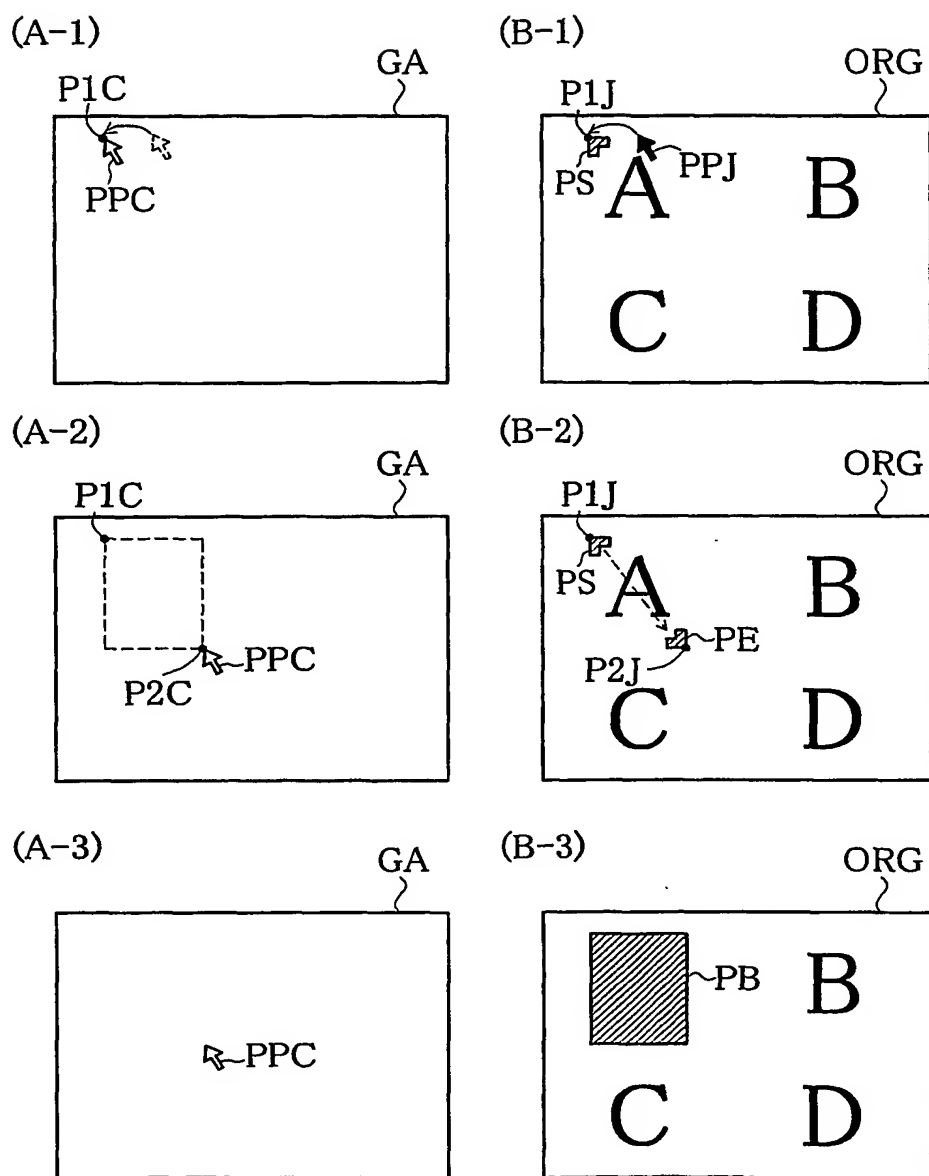 (A-1)
GA
P1C
PPC
(B-1)
ORG
P1J
PS
PPJ
A
B
C
D
(A-2)
GA
P1C
PPC
P2C
(B-2)
ORG
P1J
PS
A
B
PE
P2J
C
D
(A-3)
GA
PPC
(B-3)
ORG
PB
B
C
D